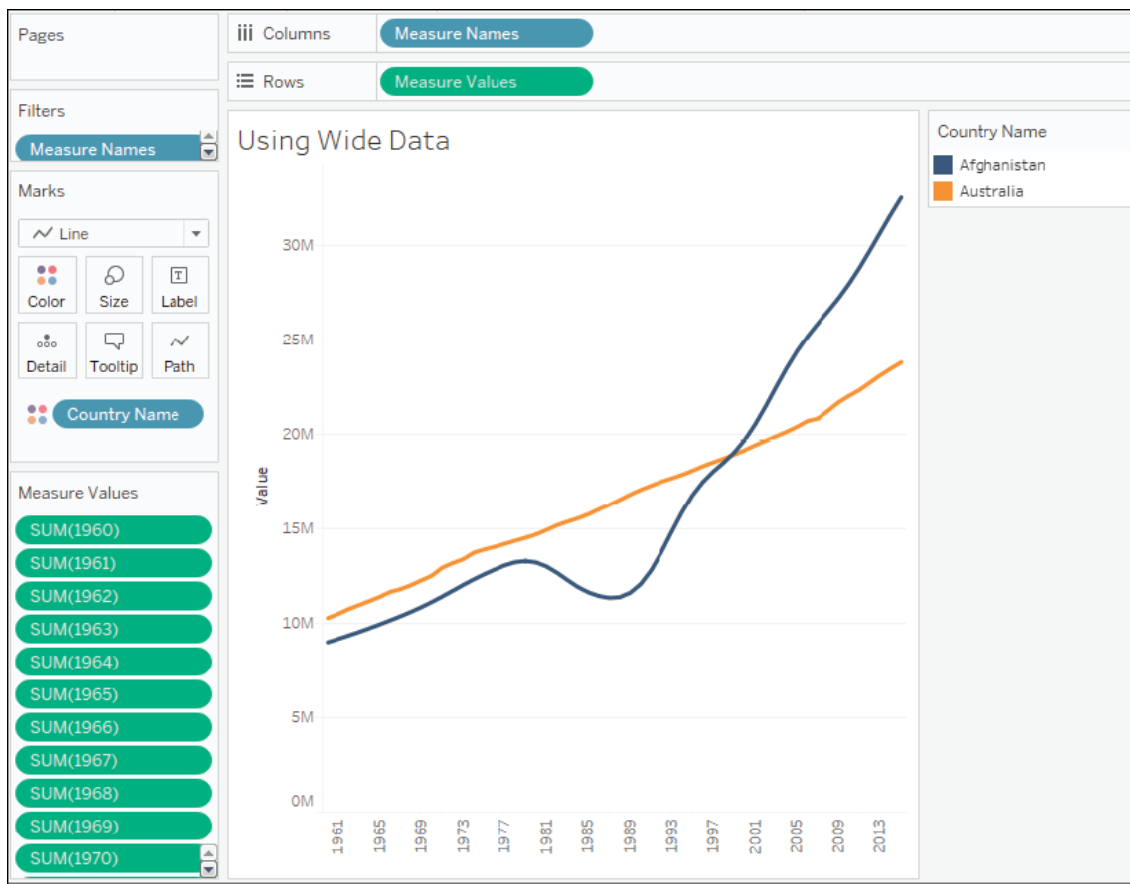 Pages
Columns
Measure Names
Rows
Measure Values
Filters
Measure Names
Marks
Line
Color
Size
Label
Detail
Tooltip
Path
Country Name
Measure Values
SUM(1960)
SUM(1961)
SUM(1962)
SUM(1963)
SUM(1964)
SUM(1965)
SUM(1966)
SUM(1967)
SUM(1968)
SUM(1969)
SUM(1970)
Using Wide Data
Value
30M
25M
20M
15M
10M
5M
0M
1961
1965
1969
1973
1977
1981
1985
1989
1993
1997
2001
2005
2009
2013
Country Name
Afghanistan
Australia